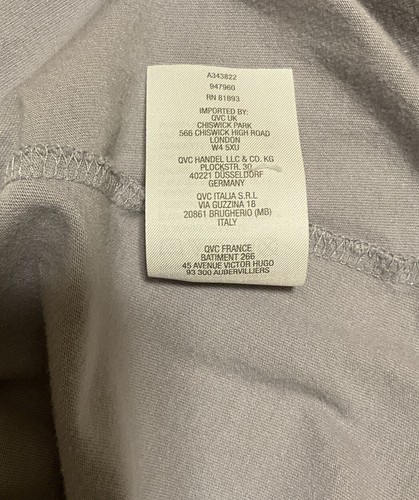 A343822
947960
RN 81893
IMPORTED BY:
QVC UK
CHISWICK PARK
566 CHISWICK HIGH ROAD
LONDON
W4 5XU
QVC HANDEL LLC & CO. KG
PLOCKSTR. 30
40221 DÜSSELDORF
GERMANY
QVC ITALIA S.R.L
VIA GUZZINA 18
20861 BRUGHERIO (MB)
ITALY
QVC FRANCE
BATIMENT 266
45 AVENUE VICTOR HUGO
93 300 AUBERVILLIERS